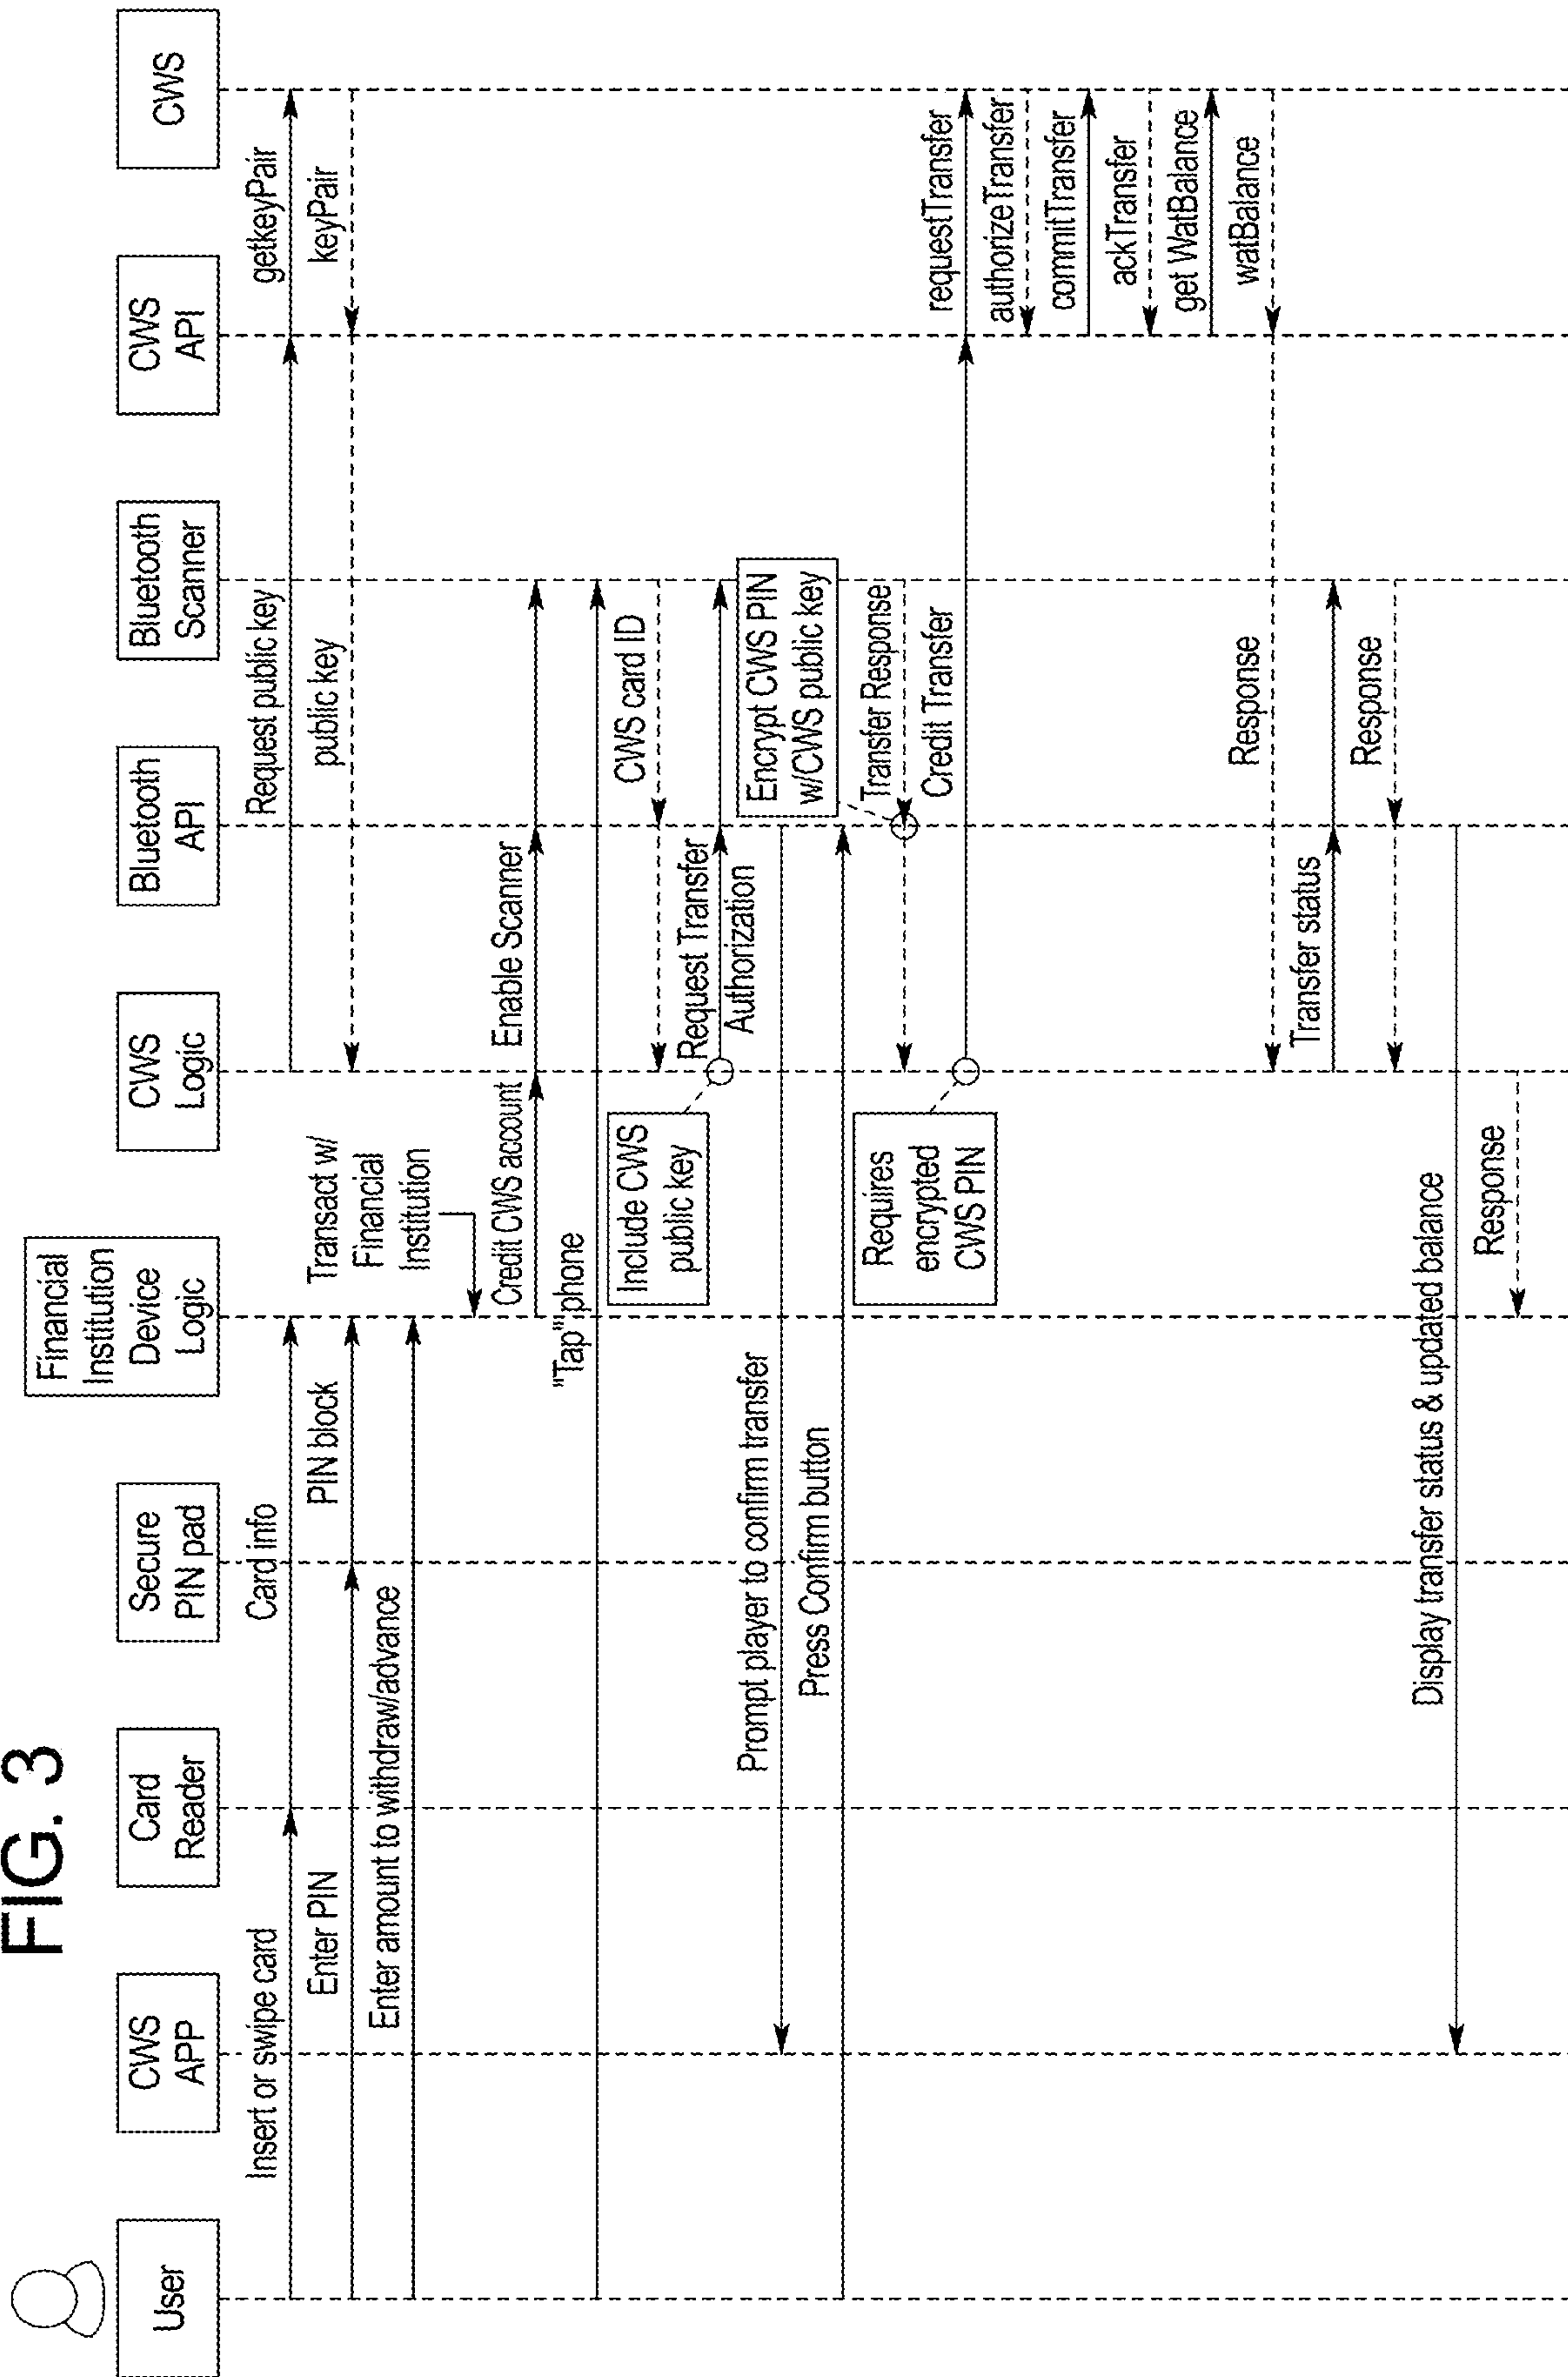 FIG. 3
User
CWS
APP
Card
Reader
Secure
PIN pad
Financial
Institution
Device
Logic
CWS
Logic
Bluetooth
API
Bluetooth
Scanner
CWS
API
CWS
Insert or swipe card
Card info
Request public key
getkeyPair
Enter PIN
PIN block
public key
keyPair
Enter amount to withdraw/advance
Transact w/
Financial
Institution
Credit CWS account
Enable Scanner
"Tap" phone
CWS card ID
Include CWS
public key
Request Transfer
Authorization
Prompt player to confirm transfer
Encrypt CWS PIN
w/CWS public key
Press Confirm button
Transfer Response
Requires
encrypted
CWS PIN
Credit Transfer
requestTransfer
authorizeTransfer
commitTransfer
ackTransfer
get WatBalance
watBalance
Response
Transfer status
Response
Display transfer status & updated balance
Response